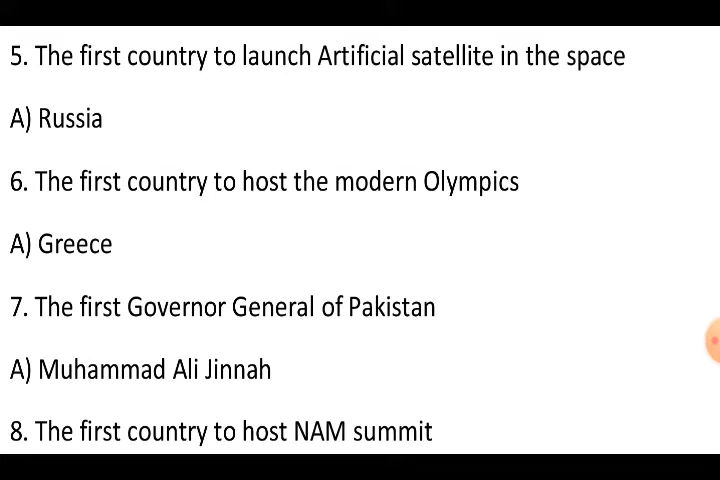 5. The first country to launch Artificial satellite in the space
A) Russia
6. The first country to host the modern Olympics
A) Greece
7. The first Governor General of Pakistan
A) Muhammad Ali Jinnah
8. The first country to host NAM summit